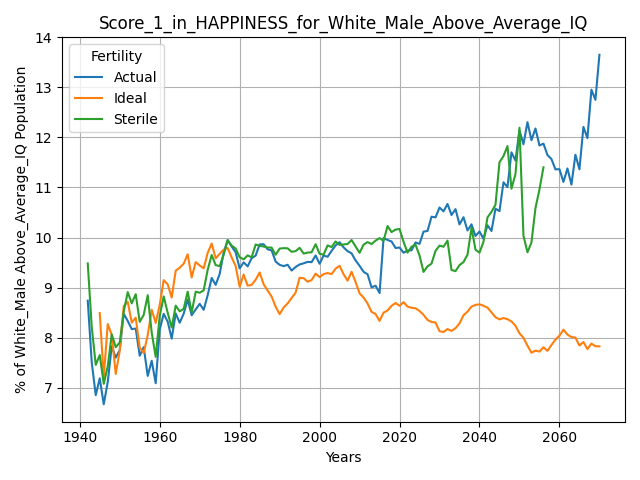 Score_1_in_HAPPINESS_for_White_Male_Above_Average_IQ
% of White_Male Above_Average_IQ Population
14
13
12
11
10
9
8
7
Fertility
Actual
Ideal
Sterile
1940 1960 1980 2000 2020 2040 2060
Years